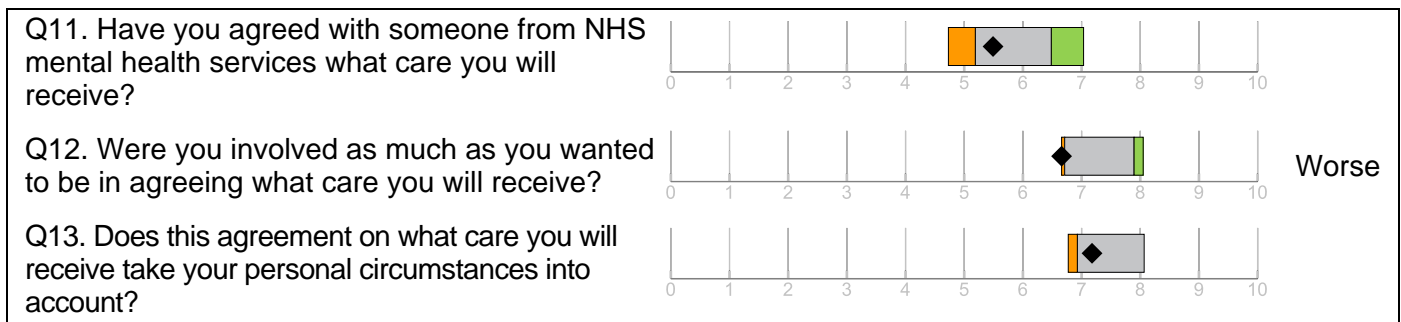 Q11. Have you agreed with someone from NHS
mental health services what care you will
receive?
0 1 2 3 4 5 6 7 8 9 10
Q12. Were you involved as much as you wanted
to be in agreeing what care you will receive?
0 1 2 3 4 5 6 7 8 9 10
Worse
Q13. Does this agreement on what care you will
receive take your personal circumstances into
account?
0 1 2 3 4 5 6 7 8 9 10